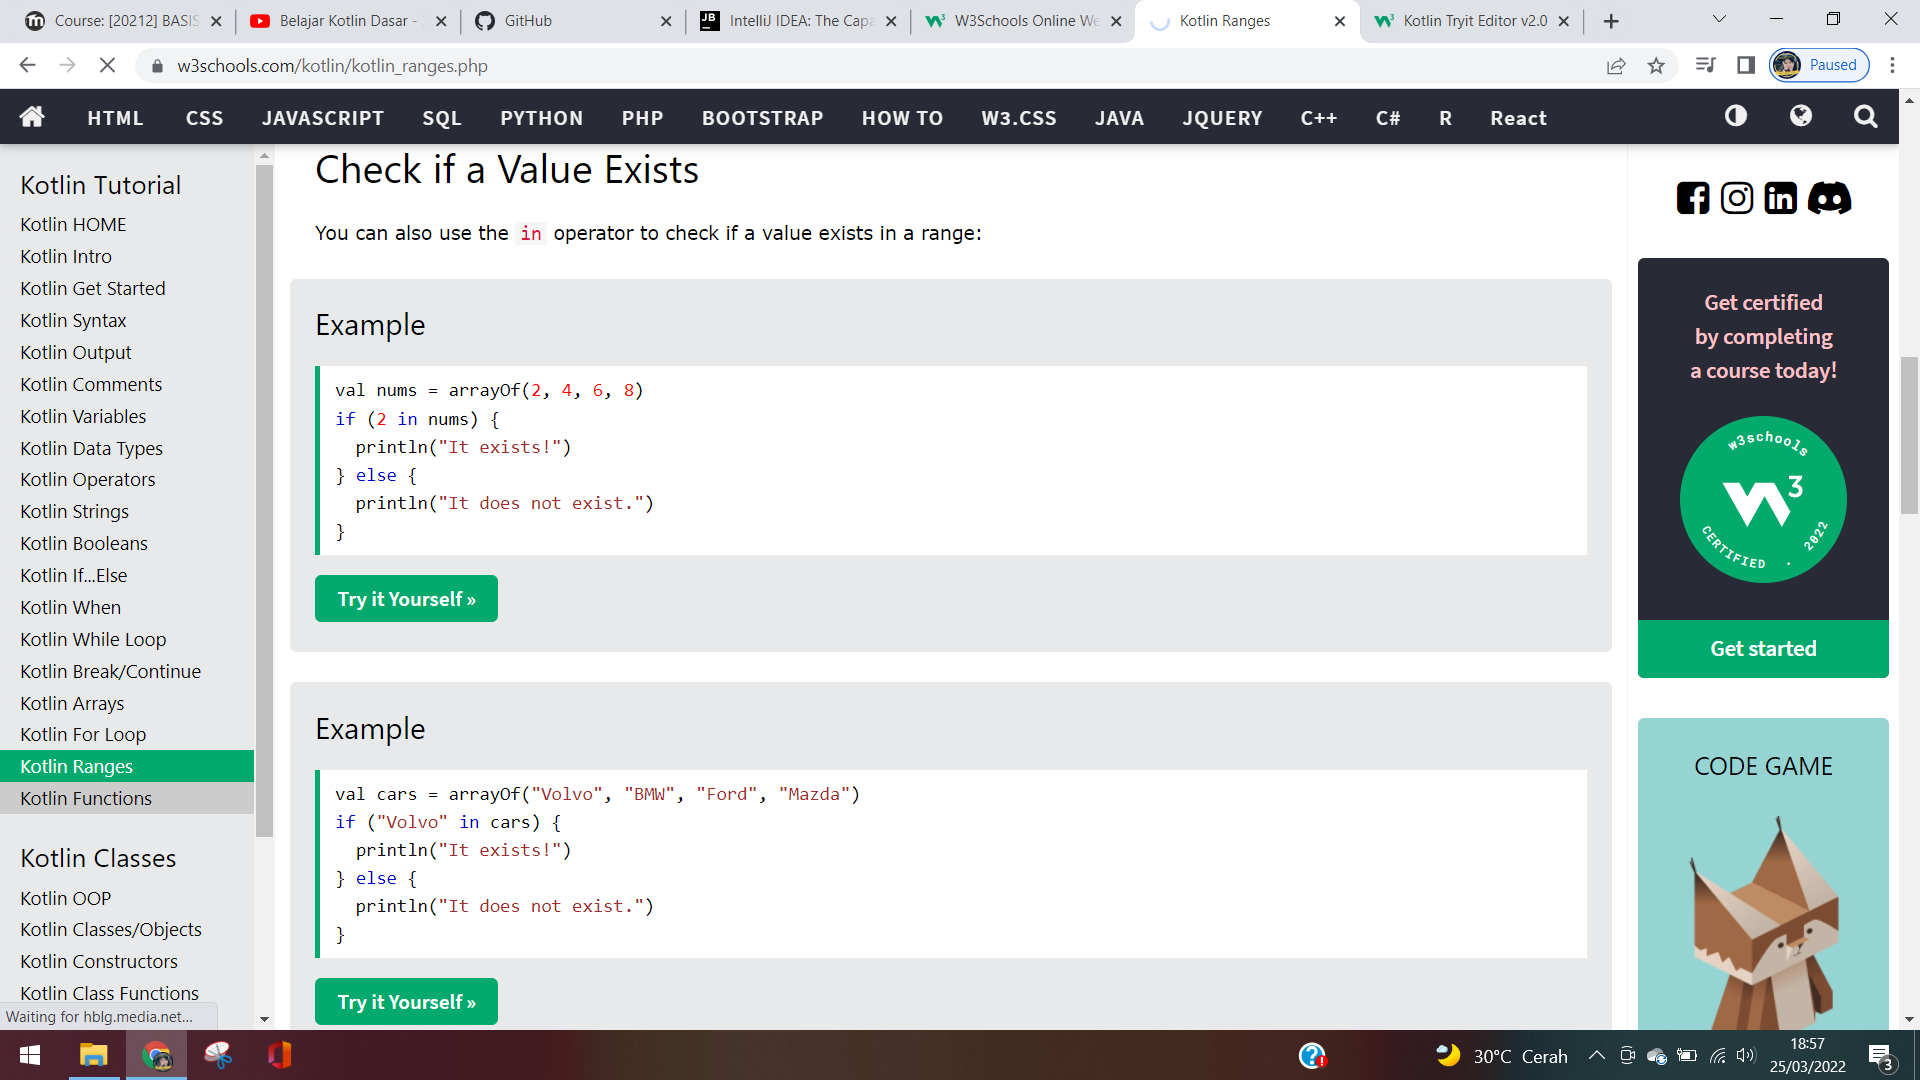 Course: [20212] BASIS
Belajar Kotlin Dasar -
GitHub
IntelliJ IDEA: The Capa
W3Schools Online We
Kotlin Ranges
Kotlin Tryit Editor v2.0
w3schools.com/kotlin/kotlin_ranges.php
Paused
HTML CSS JAVASCRIPT SQL PYTHON PHP BOOTSTRAP HOW TO W3.CSS JAVA JQUERY C++ C# R React
Kotlin Tutorial
Kotlin HOME
Kotlin Intro
Kotlin Get Started
Kotlin Syntax
Kotlin Output
Kotlin Comments
Kotlin Variables
Kotlin Data Types
Kotlin Operators
Kotlin Strings
Kotlin Booleans
Kotlin If...Else
Kotlin When
Kotlin While Loop
Kotlin Break/Continue
Kotlin Arrays
Kotlin For Loop
Kotlin Ranges
Kotlin Functions
Kotlin Classes
Kotlin OOP
Kotlin Classes/Objects
Kotlin Constructors
Kotlin Class Functions
Waiting for hblg.media.net...
Check if a Value Exists
You can also use the in operator to check if a value exists in a range:
Example
val nums = arrayOf(2, 4, 6, 8)
if (2 in nums) {
println("It exists!")
} else {
println("It does not exist.")
}
Try it Yourself »
Example
val cars = arrayOf("Volvo", "BMW", "Ford", "Mazda")
if ("Volvo" in cars) {
println("It exists!")
} else {
println("It does not exist.")
}
Try it Yourself »
Get certified
by completing
a course today!
w3schools
W3
CERTIFIED . 2022
Get started
CODE GAME
30°C Cerah
18:57
25/03/2022
3